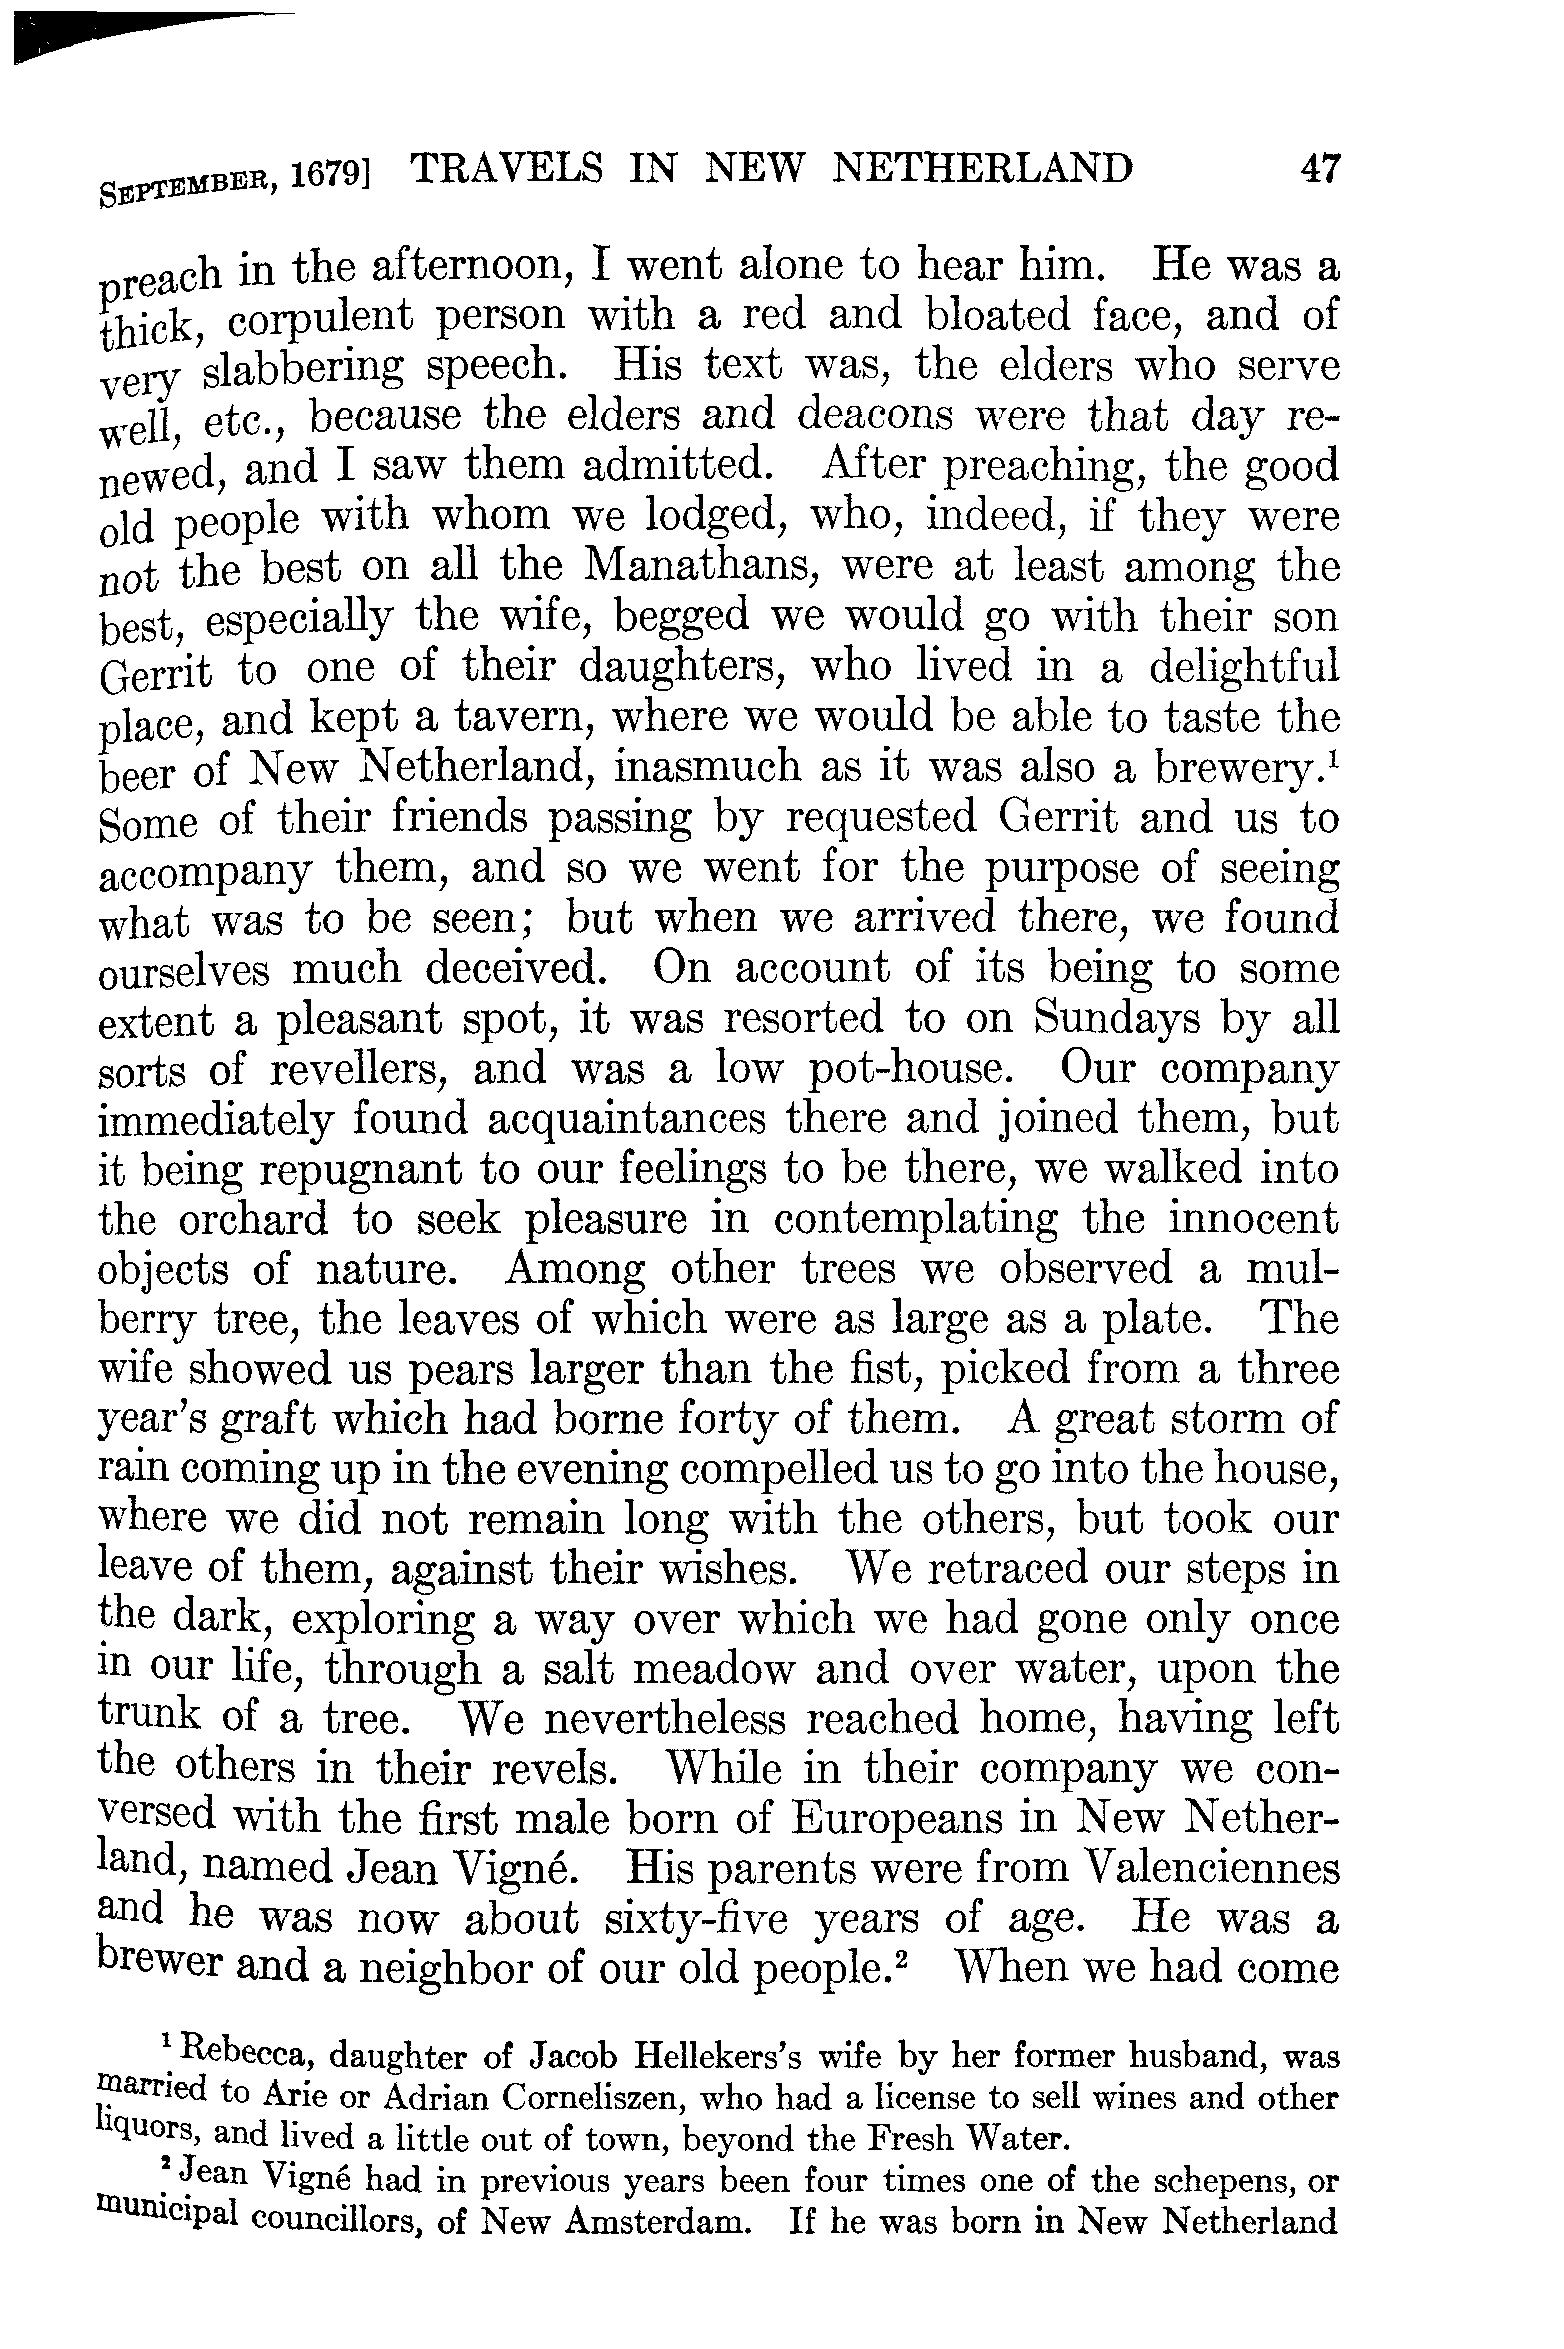 SEPTEMBER, 1679] TRAVELS IN NEW NETHERLAND 47
preach in the afternoon, I went alone to hear him. He was a
thick, corpulent person with a red and bloated face, and of
very slabbering speech. His text was, the elders who serve
well, etc., because the elders and deacons were that day re-
newed, and I saw them admitted. After preaching, the good
old people with whom we lodged, who, indeed, if they were
not the best on all the Manathans, were at least among the
best, especially the wife, begged we would go with their son
Gerrit to one of their daughters, who lived in a delightful
place, and kept a tavern, where we would be able to taste the
beer of New Netherland, inasmuch as it was also a brewery.¹
Some of their friends passing by requested Gerrit and us to
accompany them, and so we went for the purpose of seeing
what was to be seen; but when we arrived there, we found
ourselves much deceived. On account of its being to some
extent a pleasant spot, it was resorted to on Sundays by all
sorts of revellers, and was a low pot-house. Our company
immediately found acquaintances there and joined them, but
it being repugnant to our feelings to be there, we walked into
the orchard to seek pleasure in contemplating the innocent
objects of nature. Among other trees we observed a mul-
berry tree, the leaves of which were as large as a plate. The
wife showed us pears larger than the fist, picked from a three
year's graft which had borne forty of them. A great storm of
rain coming up in the evening compelled us to go into the house,
where we did not remain long with the others, but took our
leave of them, against their wishes. We retraced our steps in
the dark, exploring a way over which we had gone only once
in our life, through a salt meadow and over water, upon the
trunk of a tree. We nevertheless reached home, having left
the others in their revels. While in their company we con-
versed with the first male born of Europeans in New Nether-
land, named Jean Vigné. His parents were from Valenciennes
and he was now about sixty-five years of age. He was a
brewer and a neighbor of our old people.² When we had come
¹ Rebecca, daughter of Jacob Hellekers's wife by her former husband, was
married to Arie or Adrian Corneliszen, who had a license to sell wines and other
liquors, and lived a little out of town, beyond the Fresh Water.
² Jean Vigné had in previous years been four times one of the schepens, or
municipal councillors, of New Amsterdam. If he was born in New Netherland